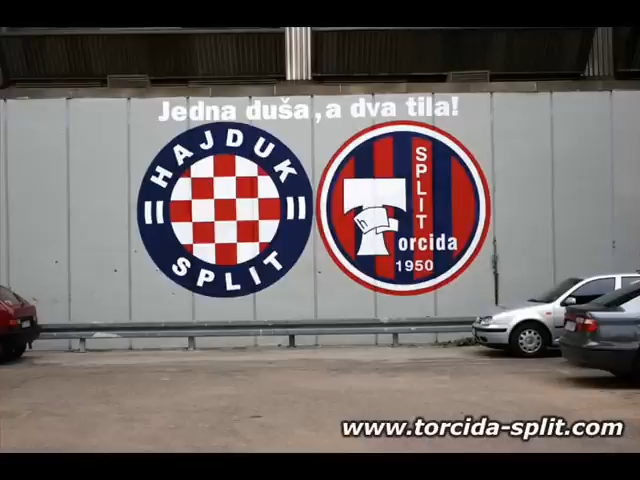 Jedna duša, a dva tila!
HAJDUK
SPLIT
SPLIT
Torcida
h
1950
www.torcida-split.com